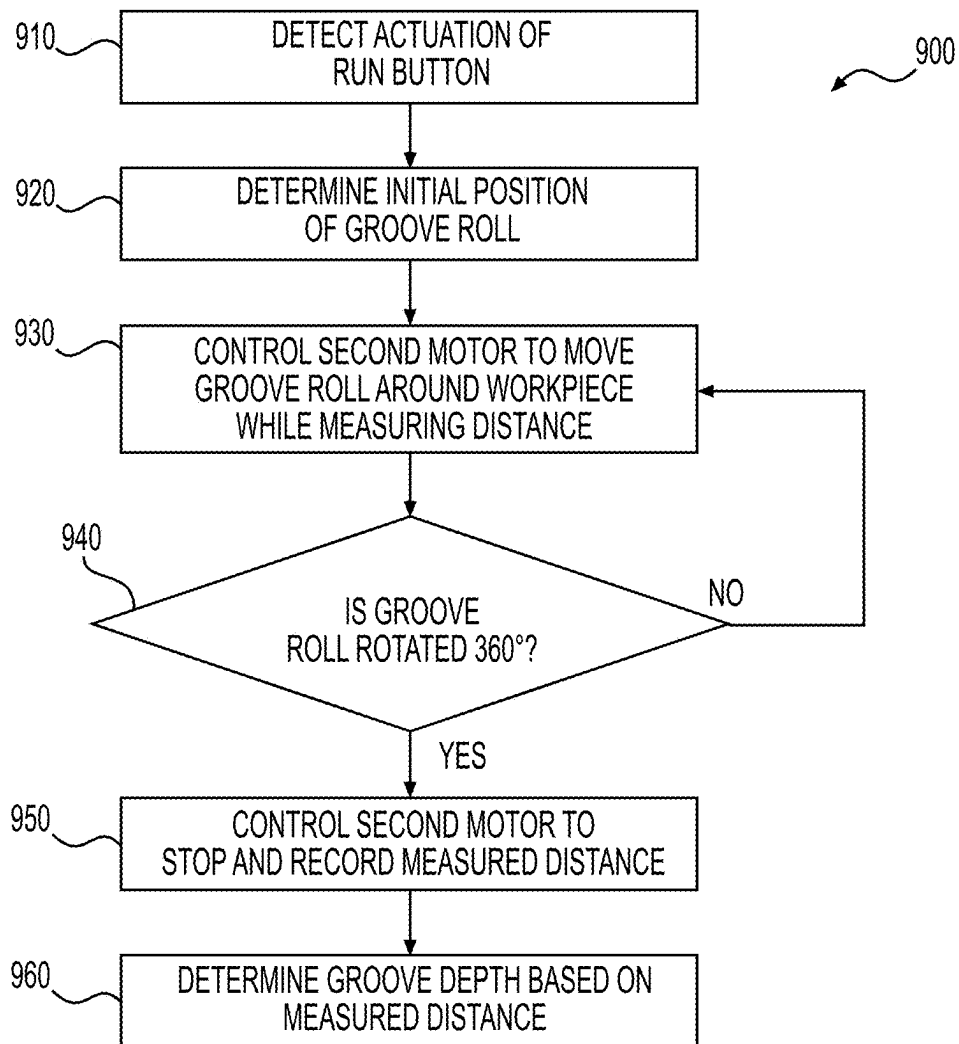 910
DETECT ACTUATION OF
RUN BUTTON
900
920
DETERMINE INITIAL POSITION
OF GROOVE ROLL
930
CONTROL SECOND MOTOR TO MOVE
GROOVE ROLL AROUND WORKPIECE
WHILE MEASURING DISTANCE
940
IS GROOVE
ROLL ROTATED 360°?
NO
YES
950
CONTROL SECOND MOTOR TO
STOP AND RECORD MEASURED DISTANCE
960
DETERMINE GROOVE DEPTH BASED ON
MEASURED DISTANCE